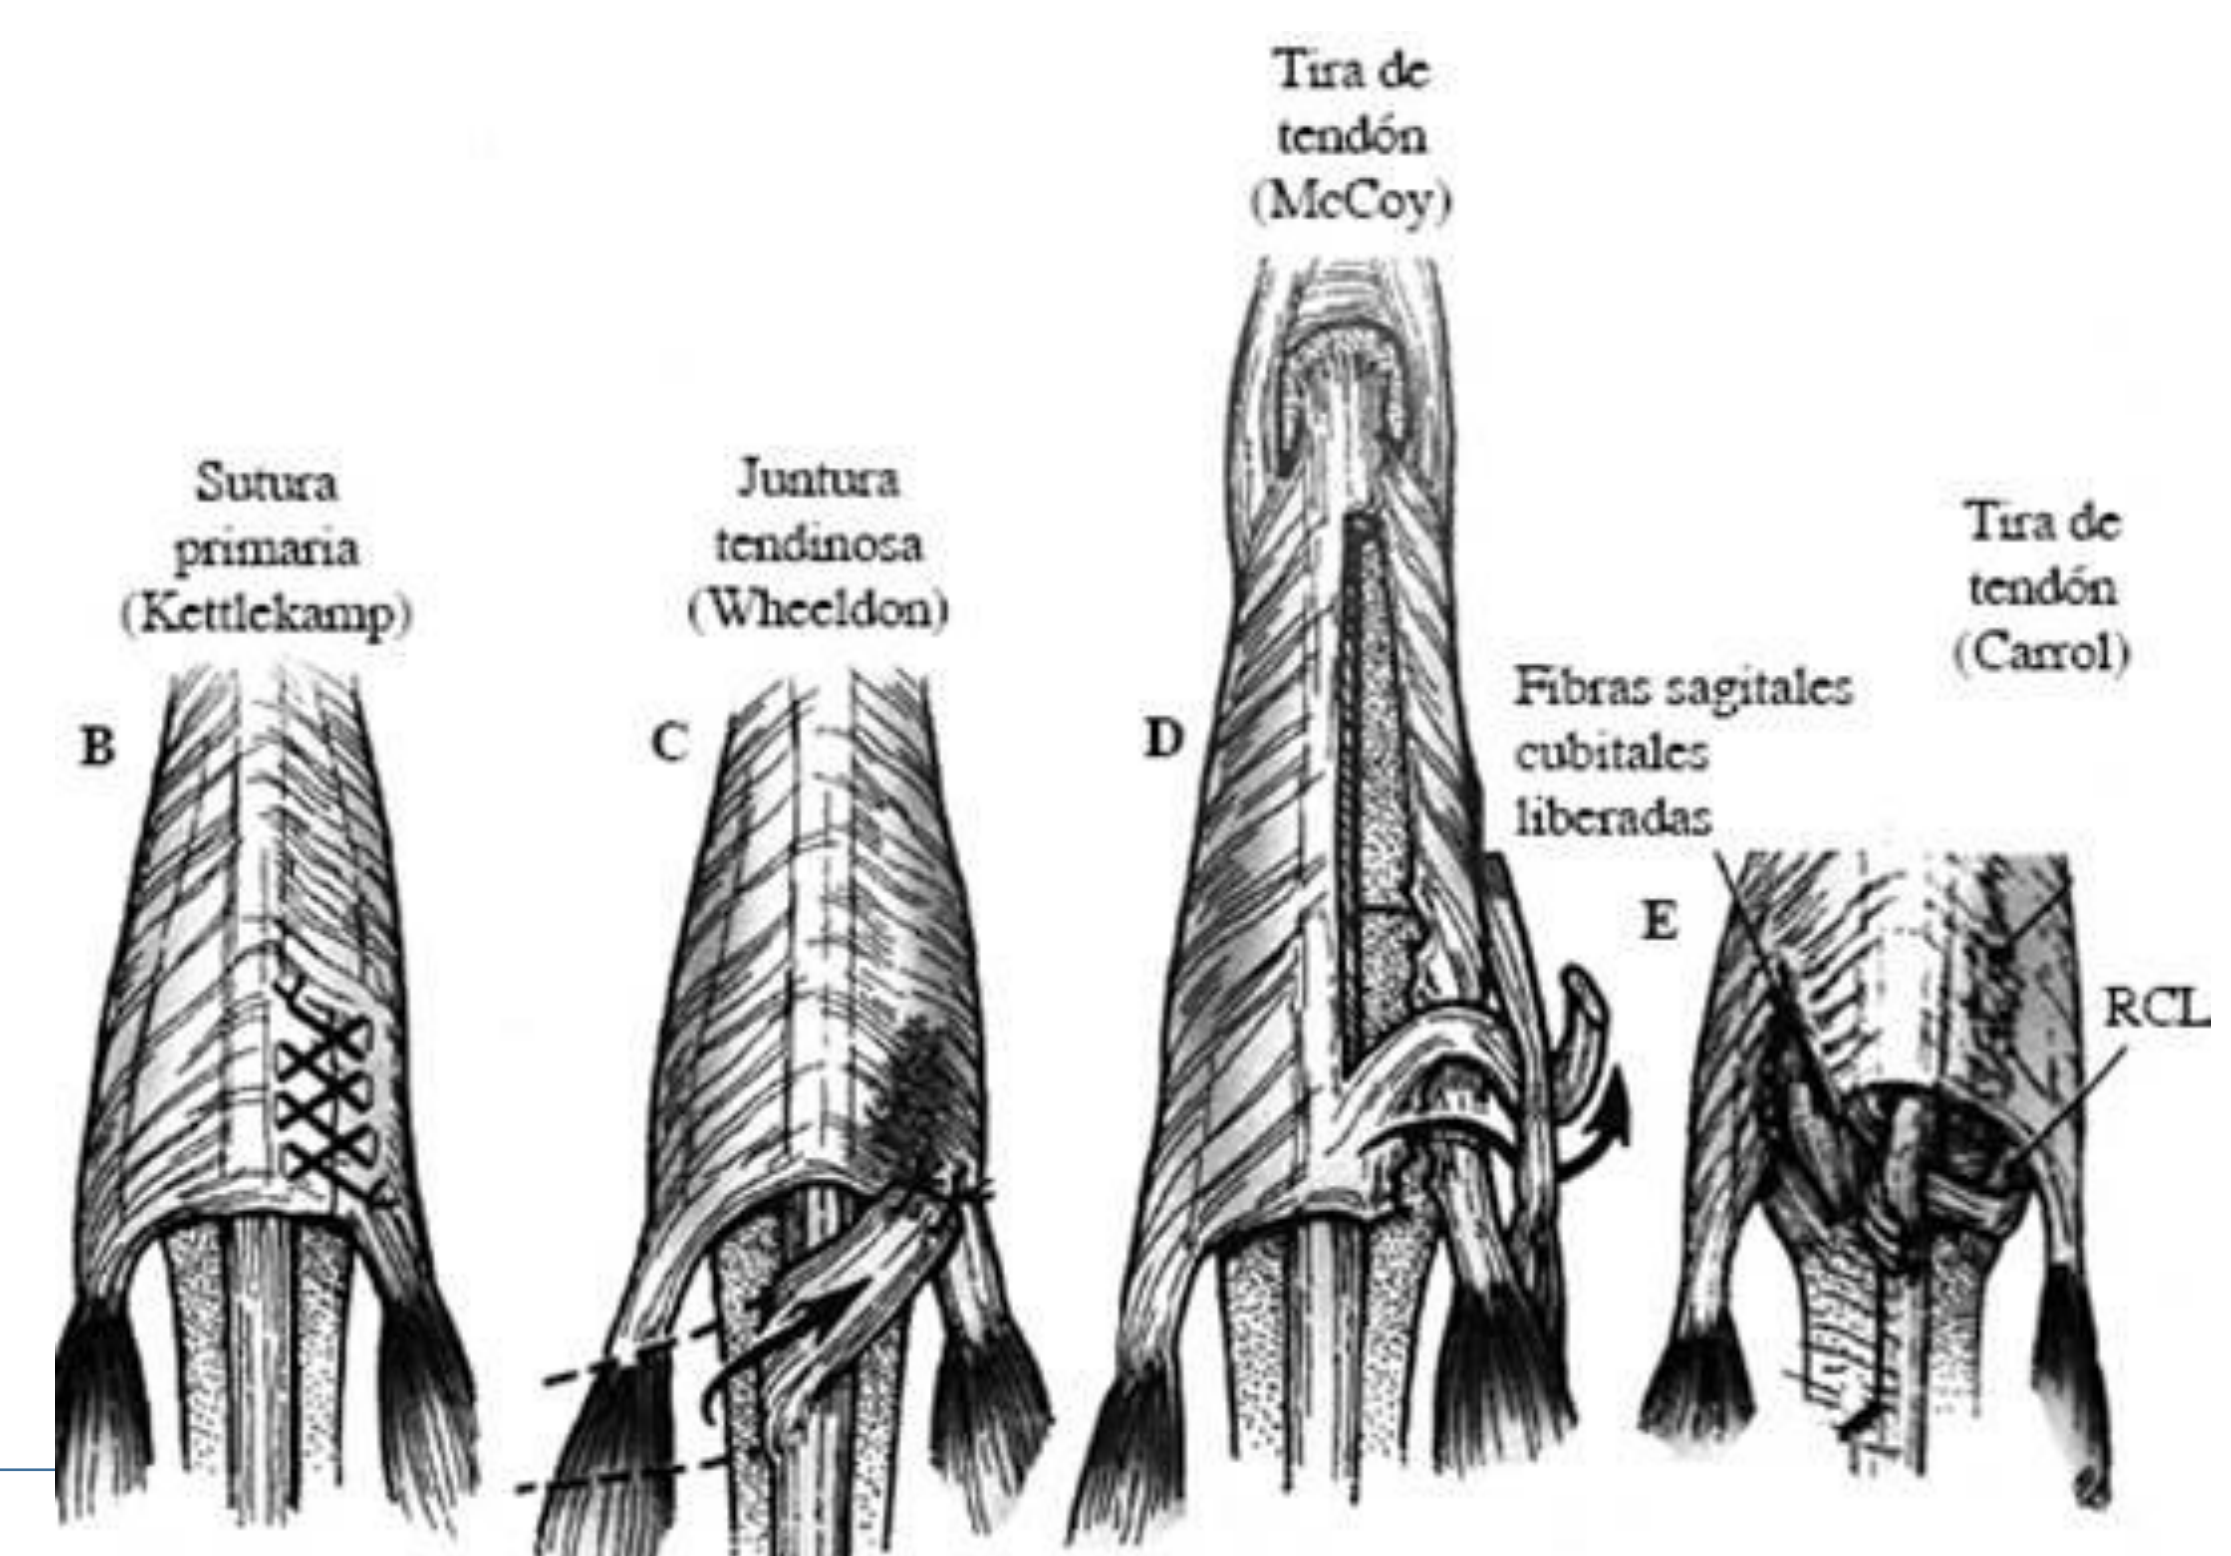 Sutura
primaria
(Kettlekamp)
B
Juntura
tendinosa
(Wheeldon)
C
Tira de
tendón
(McCoy)
D
Fibras sagitales
cubitales
liberadas
Tira de
tendón
(Carrol)
E
RCL